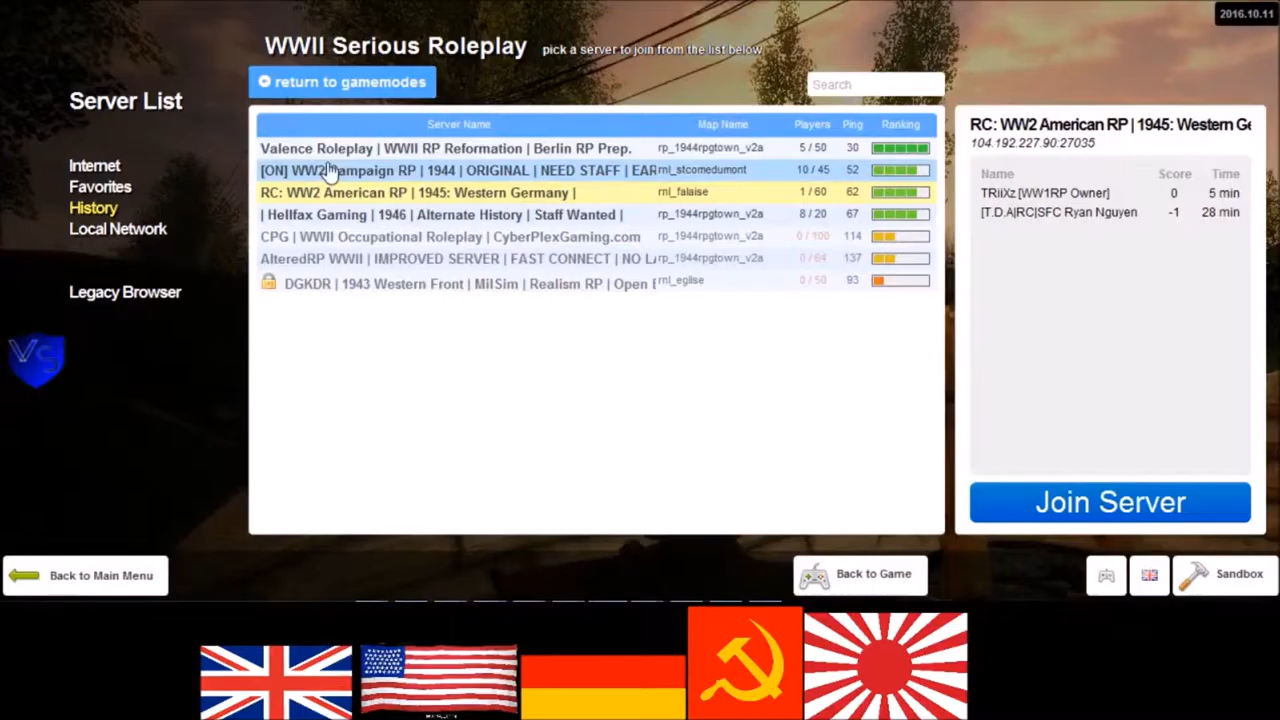 2016.10.11
WWII Serious Roleplay pick a server to join from the list below
return to gamemodes
Search
Server List
Internet
Favorites
History
Local Network
Legacy Browser
VS
Server Name Map Name Players Ping Ranking
Valence Roleplay | WWII RP Reformation | Berlin RP Prep. rp_1944rpgtown_v2a 5 / 50 30
[ON] WW2 Campaign RP | 1944 | ORIGINAL | NEED STAFF | EAR rnl_stcomedumont 10 / 45 52
RC: WW2 American RP | 1945: Western Germany | rnl_falaise 1 / 60 62
| Hellfax Gaming | 1946 | Alternate History | Staff Wanted | rp_1944rpgtown_v2a 8 / 20 67
CPG | WWII Occupational Roleplay | CyberPlexGaming.com rp_1944rpgtown_v2a 0 / 100 114
AlteredRP WWII | IMPROVED SERVER | FAST CONNECT | NO L rp_1944rpgtown_v2a 0 / 64 137
DGKDR | 1943 Western Front | MilSim | Realism RP | Open rnl_eglise 0 / 50 93
RC: WW2 American RP | 1945: Western Ge
104.192.227.90:27035
Name Score Time
TRiiXz [WW1RP Owner] 0 5 min
[T.D.A|RC|SFC Ryan Nguyen -1 28 min
Join Server
Back to Main Menu
Back to Game
Sandbox